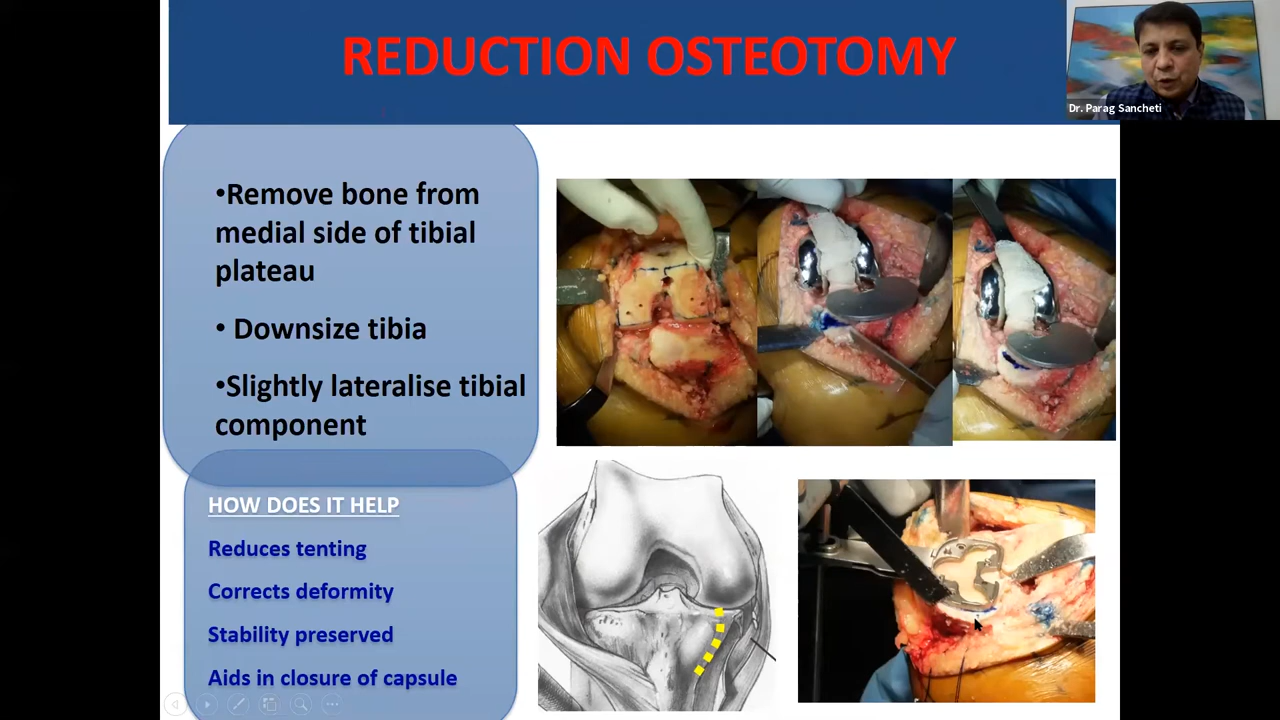 REDUCTION OSTEOTOMY
Dr. Parag Sancheti
•Remove bone from
medial side of tibial
plateau
• Downsize tibia
•Slightly lateralise tibial
component
HOW DOES IT HELP
Reduces tenting
Corrects deformity
Stability preserved
Aids in closure of capsule